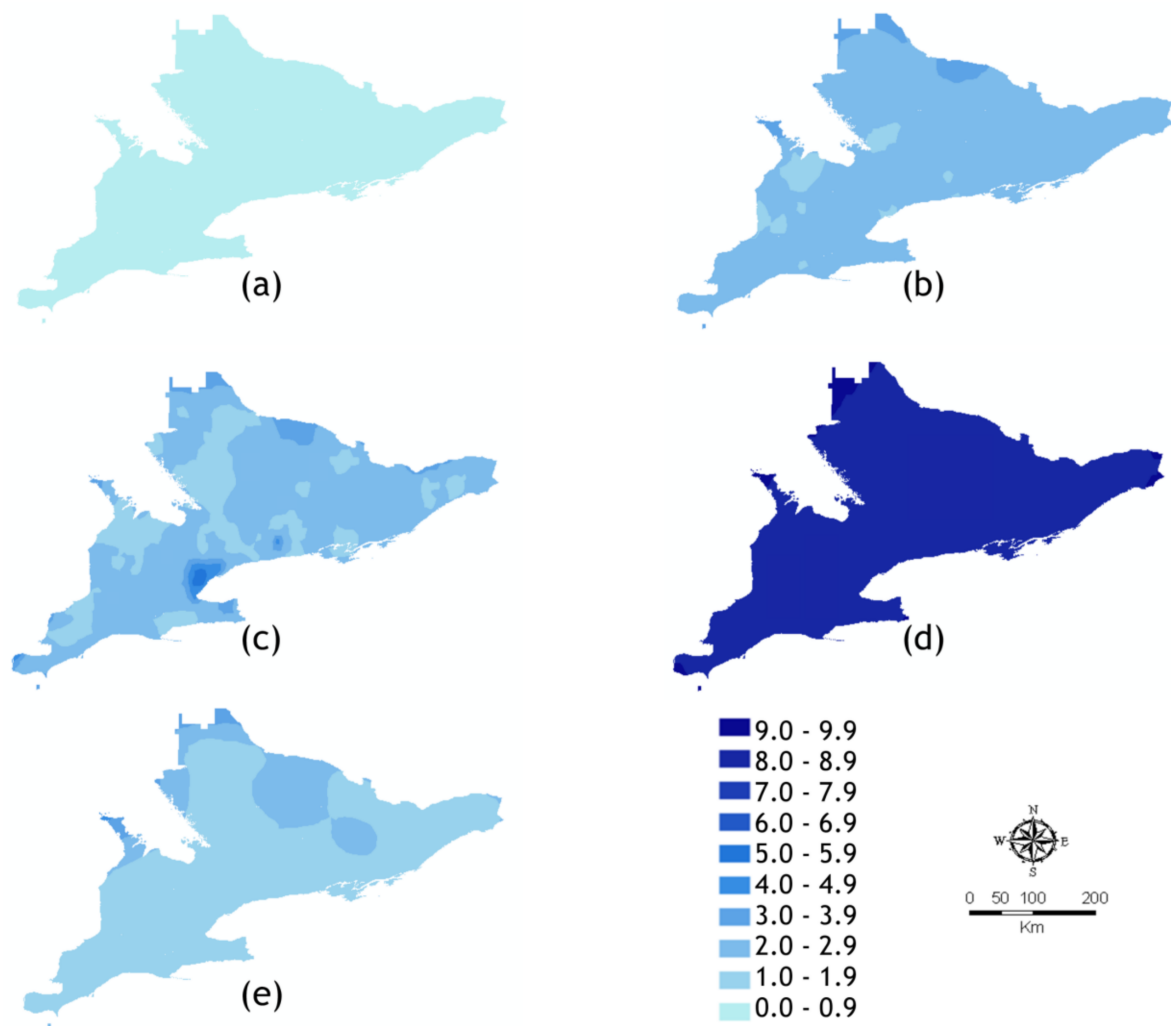 (a)
(b)
(c)
(d)
(e)
9.0 - 9.9
8.0 - 8.9
7.0 - 7.9
6.0 - 6.9
5.0 - 5.9
4.0 - 4.9
3.0 - 3.9
2.0 - 2.9
1.0 - 1.9
0.0 - 0.9
N
W E
S
0 50 100 200
Km